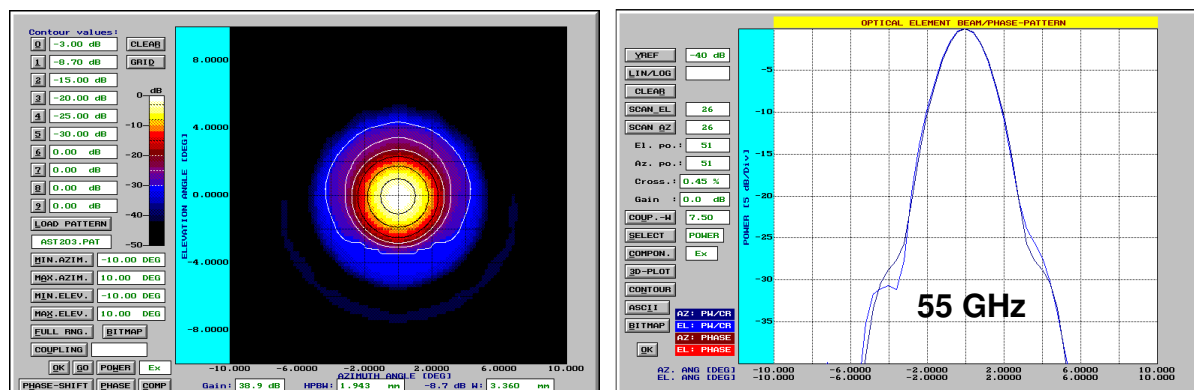 Contour values:
0 -3.00 dB CLEAR
1 -8.70 dB GRID
2 -15.00 dB
3 -20.00 dB
4 -25.00 dB
5 -30.00 dB
6 0.00 dB
7 0.00 dB
8 0.00 dB
9 0.00 dB
dB
0
-10
-20
-30
-40
-50
LOAD PATTERN
AST203.PAT
MIN.AZIM. -10.00 DEG
MAX.AZIM. 10.00 DEG
MIN.ELEV. -10.00 DEG
MAX.ELEV. 10.00 DEG
FULL RNG. BITMAP
COUPLING
OK GO POWER Ex
PHASE-SHIFT PHASE COMP
ELEVATION ANGLE [DEG]
8.0000
4.0000
0.0000
-4.0000
-8.0000
-10.000 -6.0000 -2.0000 2.0000 6.0000 10.000
AZIMUTH ANGLE [DEG]
Gain: 38.9 dB HPBW: 1.943 mm -8.7 dB W: 3.360 mm
OPTICAL ELEMENT BEAM/PHASE-PATTERN
YREF -40 dB
LIN/LOG
CLEAR
SCAN_EL 26
SCAN AZ 26
El. po.: 51
Az. po.: 51
Cross.: 0.45 %
Gain : 0.0 dB
COUP.-W 7.50
SELECT POWER
COMPON. Ex
3D-PLOT
CONTOUR
ASCII
BITMAP
OK
AZ: PW/CR
EL: PW/CR
AZ: PHASE
EL: PHASE
POWER [5 dB/Div]
-5
-10
-15
-20
-25
-30
-35
55 GHz
AZ. ANG [DEG] -10.000 -6.0000 -2.0000 2.0000 6.0000 10.000
EL. ANG [DEG] -10.000 -6.0000 -2.0000 2.0000 6.0000 10.000